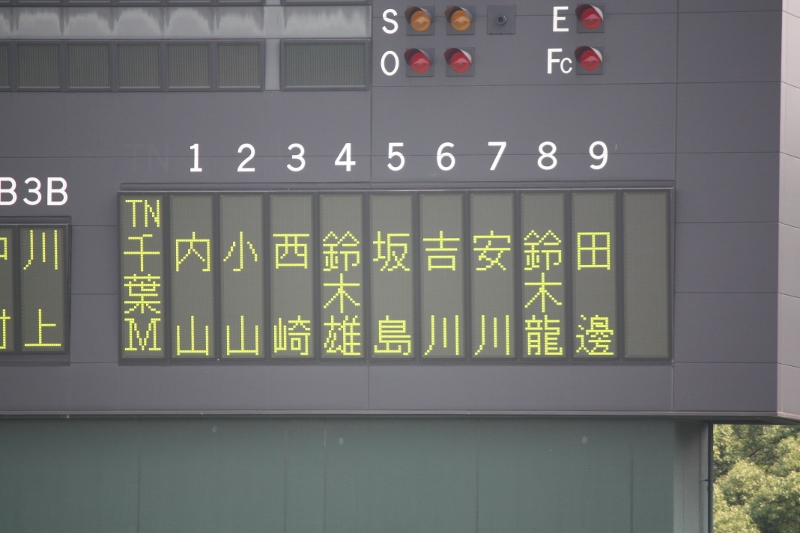 S E
O Fc
1 2 3 4 5 6 7 8 9
3B
TN
千葉M
内山
小山
西崎
鈴木雄
坂島
吉川
安川
鈴木龍
田邊
川上